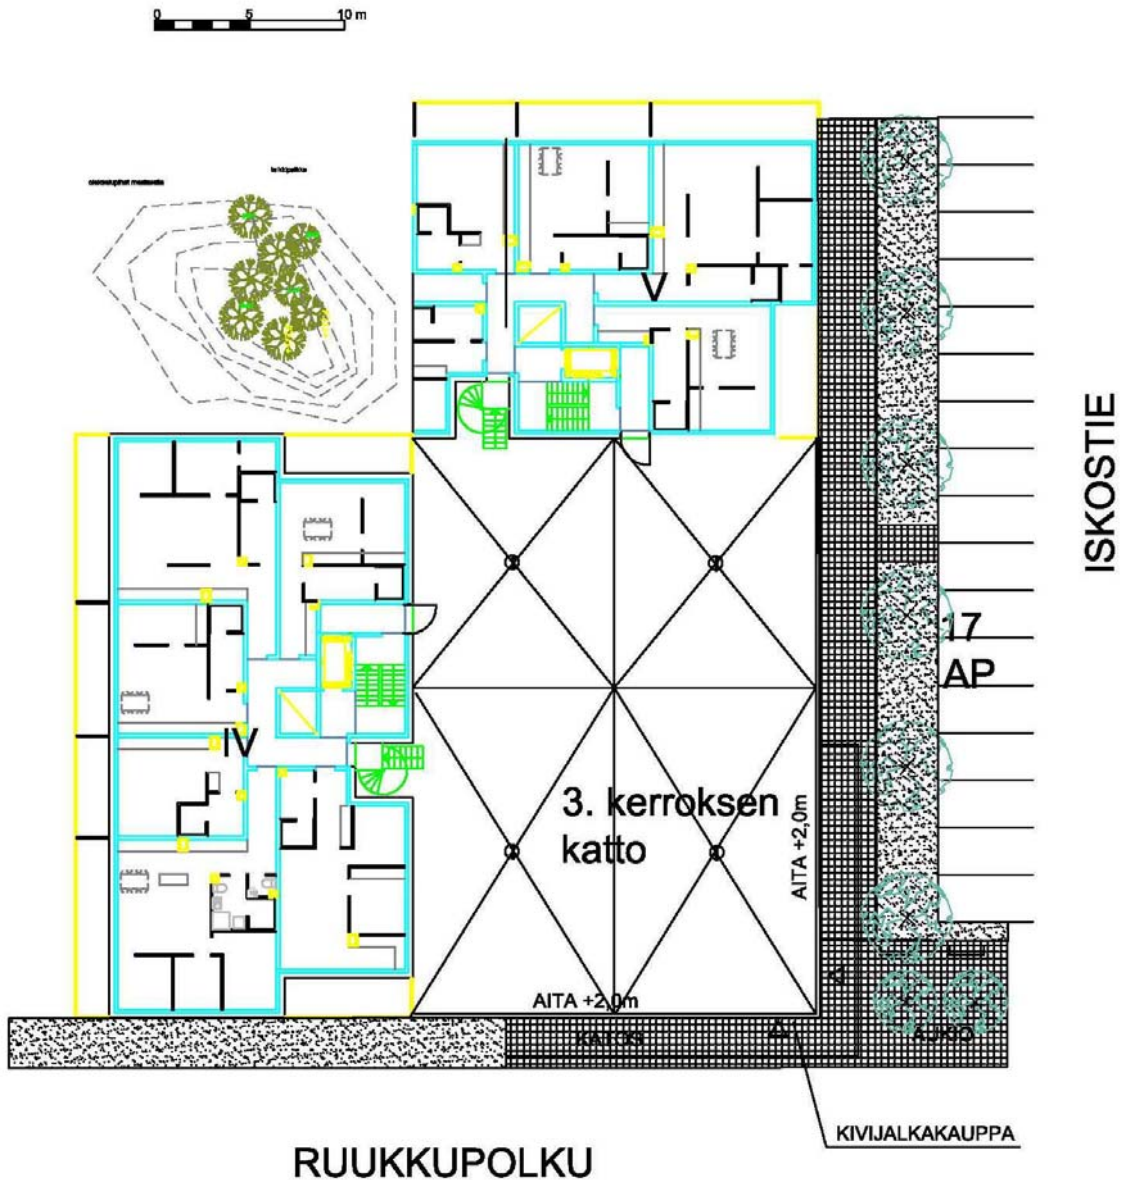 0 5 10 m
V
ISKOSTIE
17
AP
IV
3. kerroksen
katto
AITA +2,0m
AITA +2,0m
KATOS
AUKIO
KIVIJALKAKAUPPA
RUUKKUPOLKU